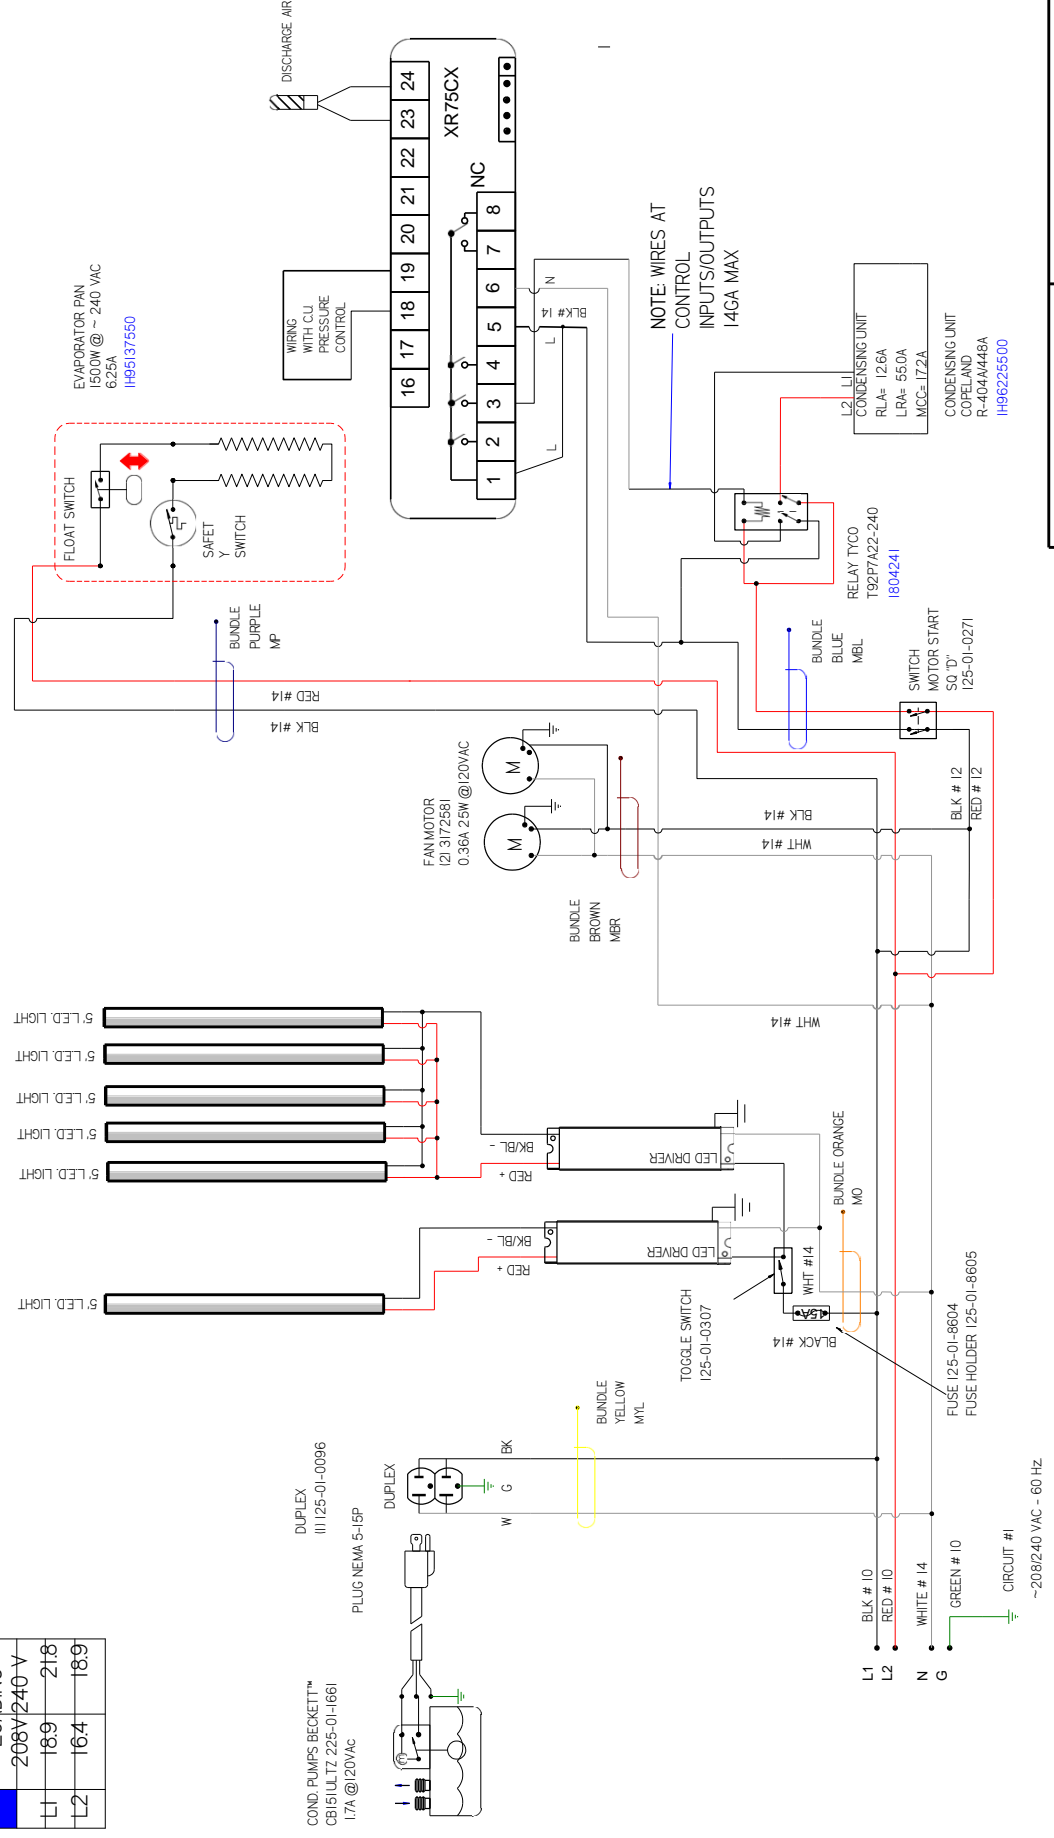 DISCHARGE AIR
24
23
22
21
20
19
18
17
16
XR75CX
NC
8
7
6
5
4
3
2
1
WIRING
WITH C.U.
PRESSURE
CONTROL
EVAPORATOR PAN
1500W @ ~ 240 VAC
6.25A
IH95137550
FLOAT SWITCH
SAFET
Y
SWITCH
N
BLK# 14
L
L
NOTE: WIRES AT
CONTROL
INPUTS/OUTPUTS
14GA MAX
L2
L1
CONDENSING UNIT
RLA= 12.6A
LRA= 55.0A
MCC= 17.2A
CONDENSING UNIT
COPELAND
R-404A/448A
IH96225500
RELAY TYCO
T92P7A22-240
1804241
BUNDLE
PURPLE
MP
RED #14
BLK #14
BUNDLE
BLUE
MBL
SWITCH
MOTOR START
SQ "D"
125-01-0271
BLK # 12
RED # 12
FAN MOTOR
(2) 3172581
0.36A 25W @120VAC
M
M
BLK #14
WHT #14
BUNDLE
BROWN
MBR
WHT #14
5' L.E.D. LIGHT
5' L.E.D. LIGHT
5' L.E.D. LIGHT
5' L.E.D. LIGHT
5' L.E.D. LIGHT
5' L.E.D. LIGHT
BK/BL -
RED +
LED DRIVER
BK/BL -
RED +
LED DRIVER
BUNDLE ORANGE
MO
WHT #14
15A
BLACK #14
TOGGLE SWITCH
125-01-0307
FUSE 125-01-8604
FUSE HOLDER 125-01-8605
BUNDLE
YELLOW
MYL
DUPLEX
(1) 125-01-0096
DUPLEX
BK
G
W
PLUG NEMA 5-15P
COND. PUMPS BECKETT™
CB151ULTZ 225-01-1661
1.7A @120VAc
BLK # 10
RED # 10
WHITE # 14
GREEN # 10
L1
L2
N
G
CIRCUIT #1
~208/240 VAC - 60 Hz
208V 240 V
L1 18.9 21.8
L2 16.4 18.9